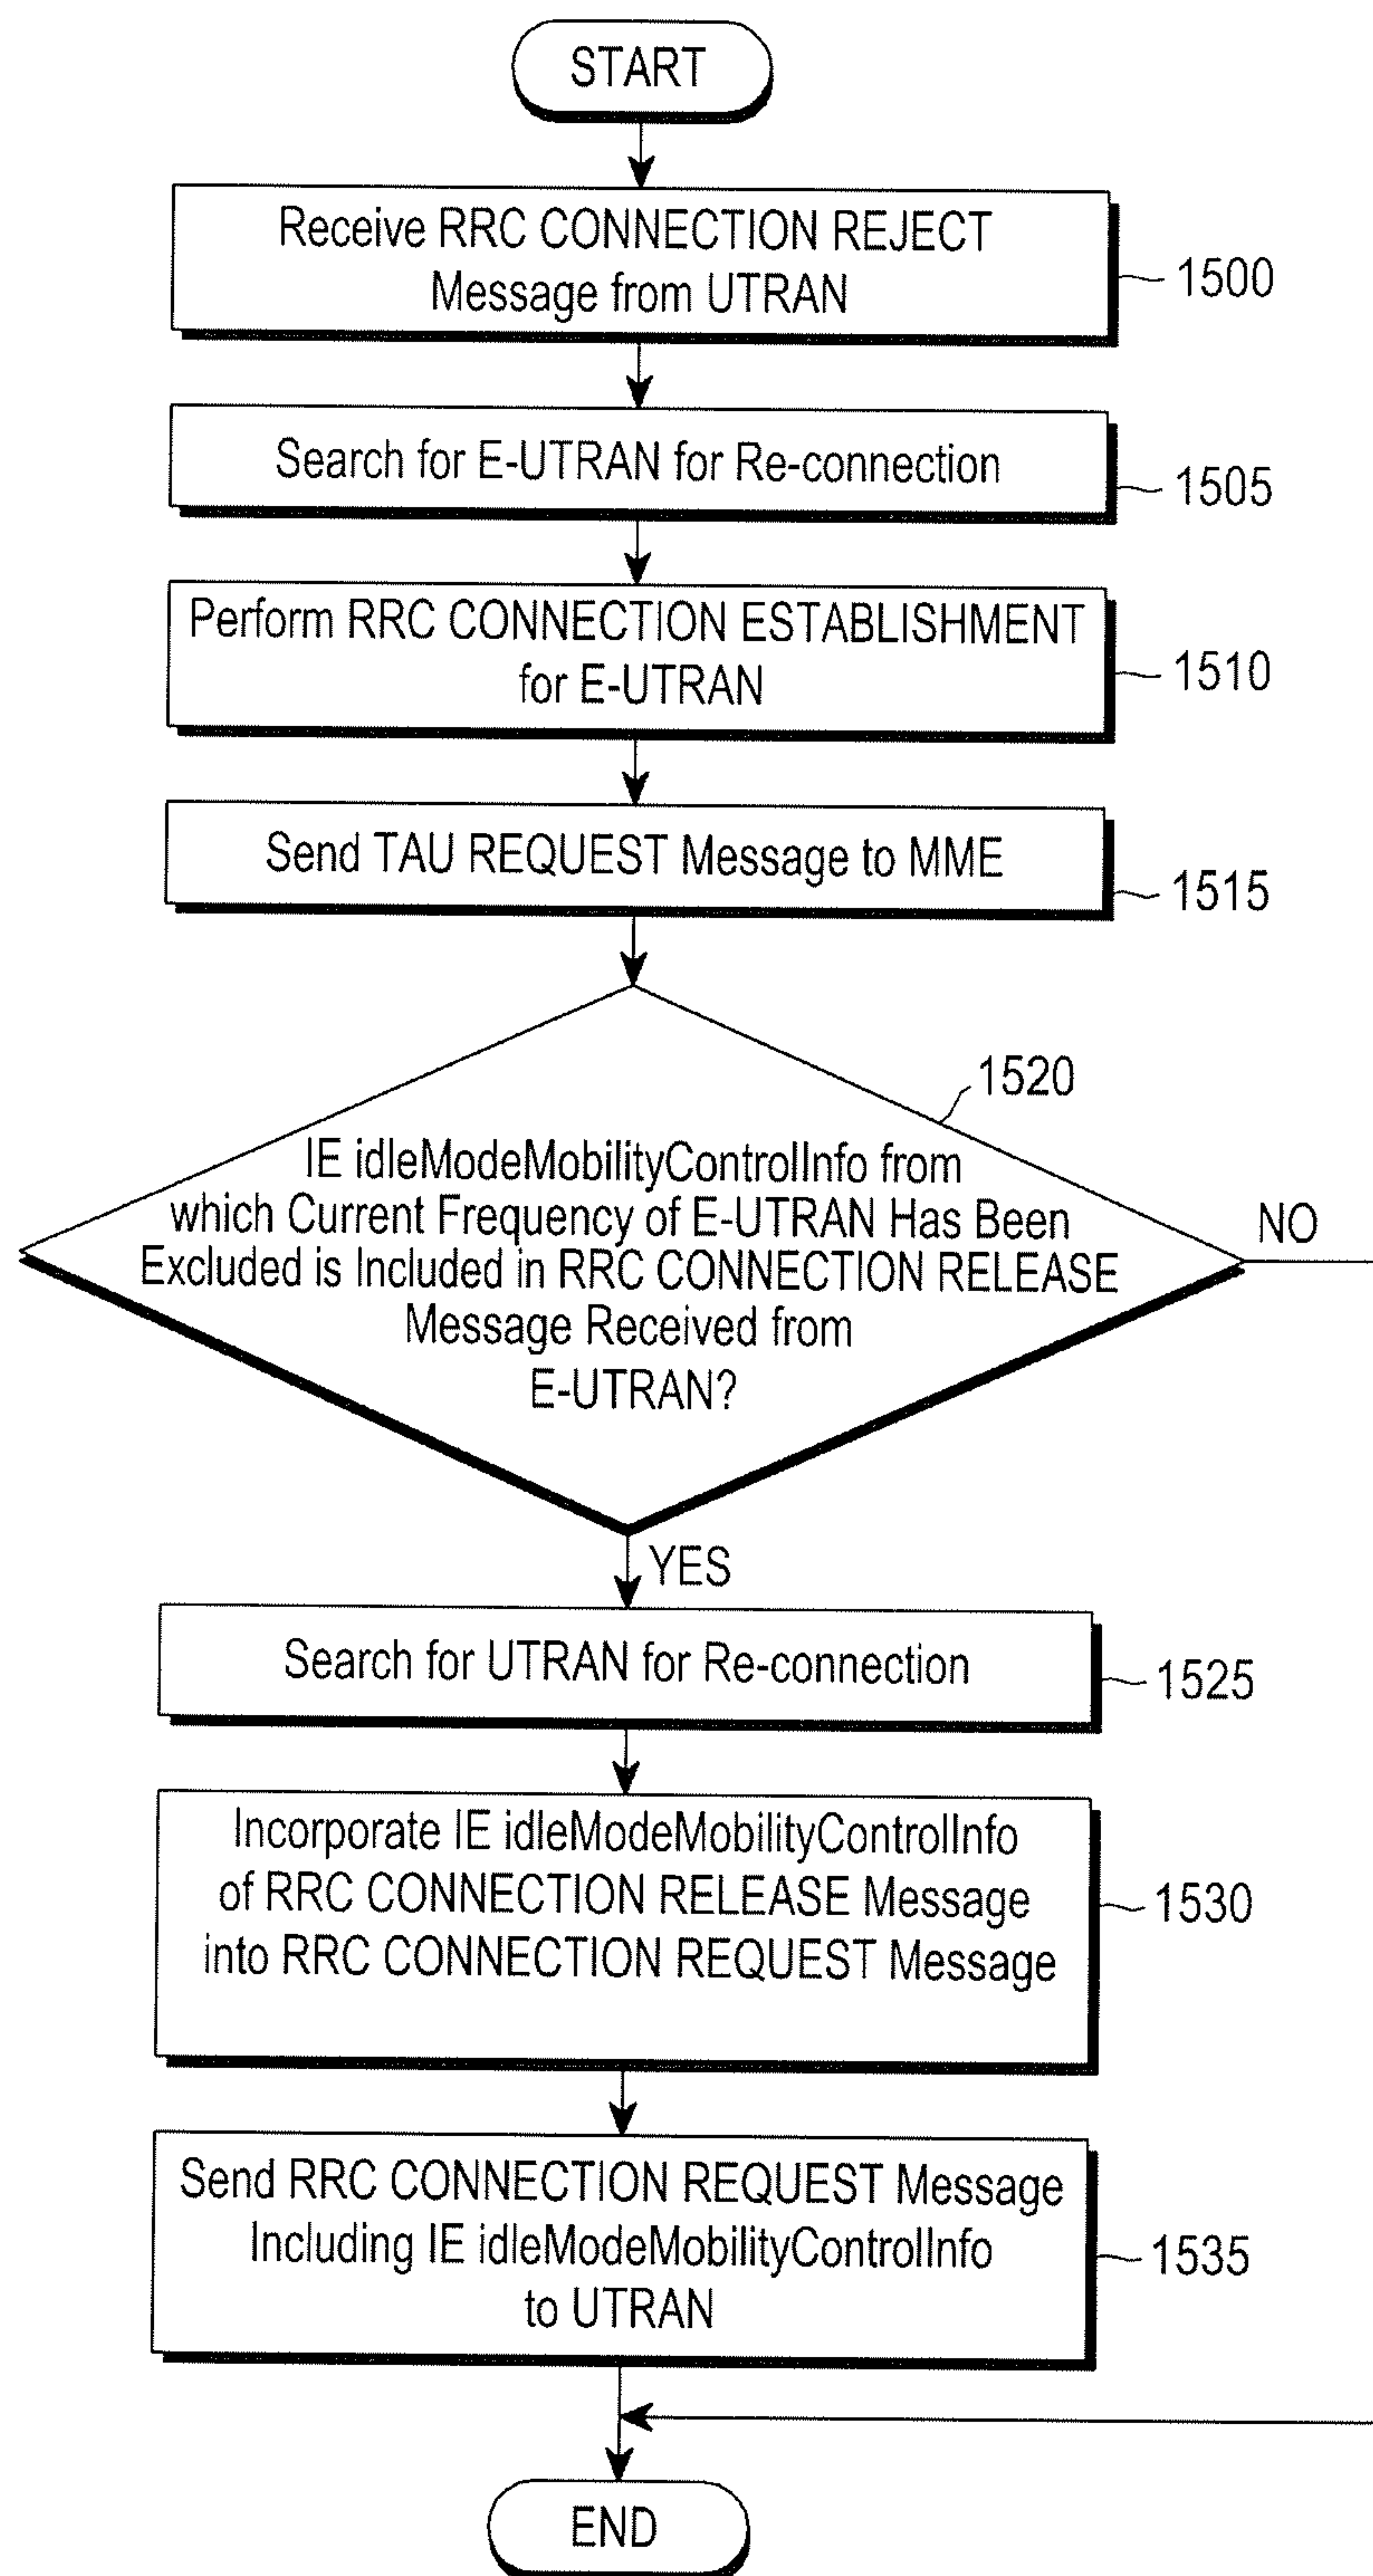 START
Receive RRC CONNECTION REJECT
Message from UTRAN
1500
Search for E-UTRAN for Re-connection
1505
Perform RRC CONNECTION ESTABLISHMENT
for E-UTRAN
1510
Send TAU REQUEST Message to MME
1515
1520
IE idleModeMobilityControlInfo from
which Current Frequency of E-UTRAN Has Been
Excluded is Included in RRC CONNECTION RELEASE
Message Received from
E-UTRAN?
NO
YES
Search for UTRAN for Re-connection
1525
Incorporate IE idleModeMobilityControlInfo
of RRC CONNECTION RELEASE Message
into RRC CONNECTION REQUEST Message
1530
Send RRC CONNECTION REQUEST Message
Including IE idleModeMobilityControlInfo
to UTRAN
1535
END